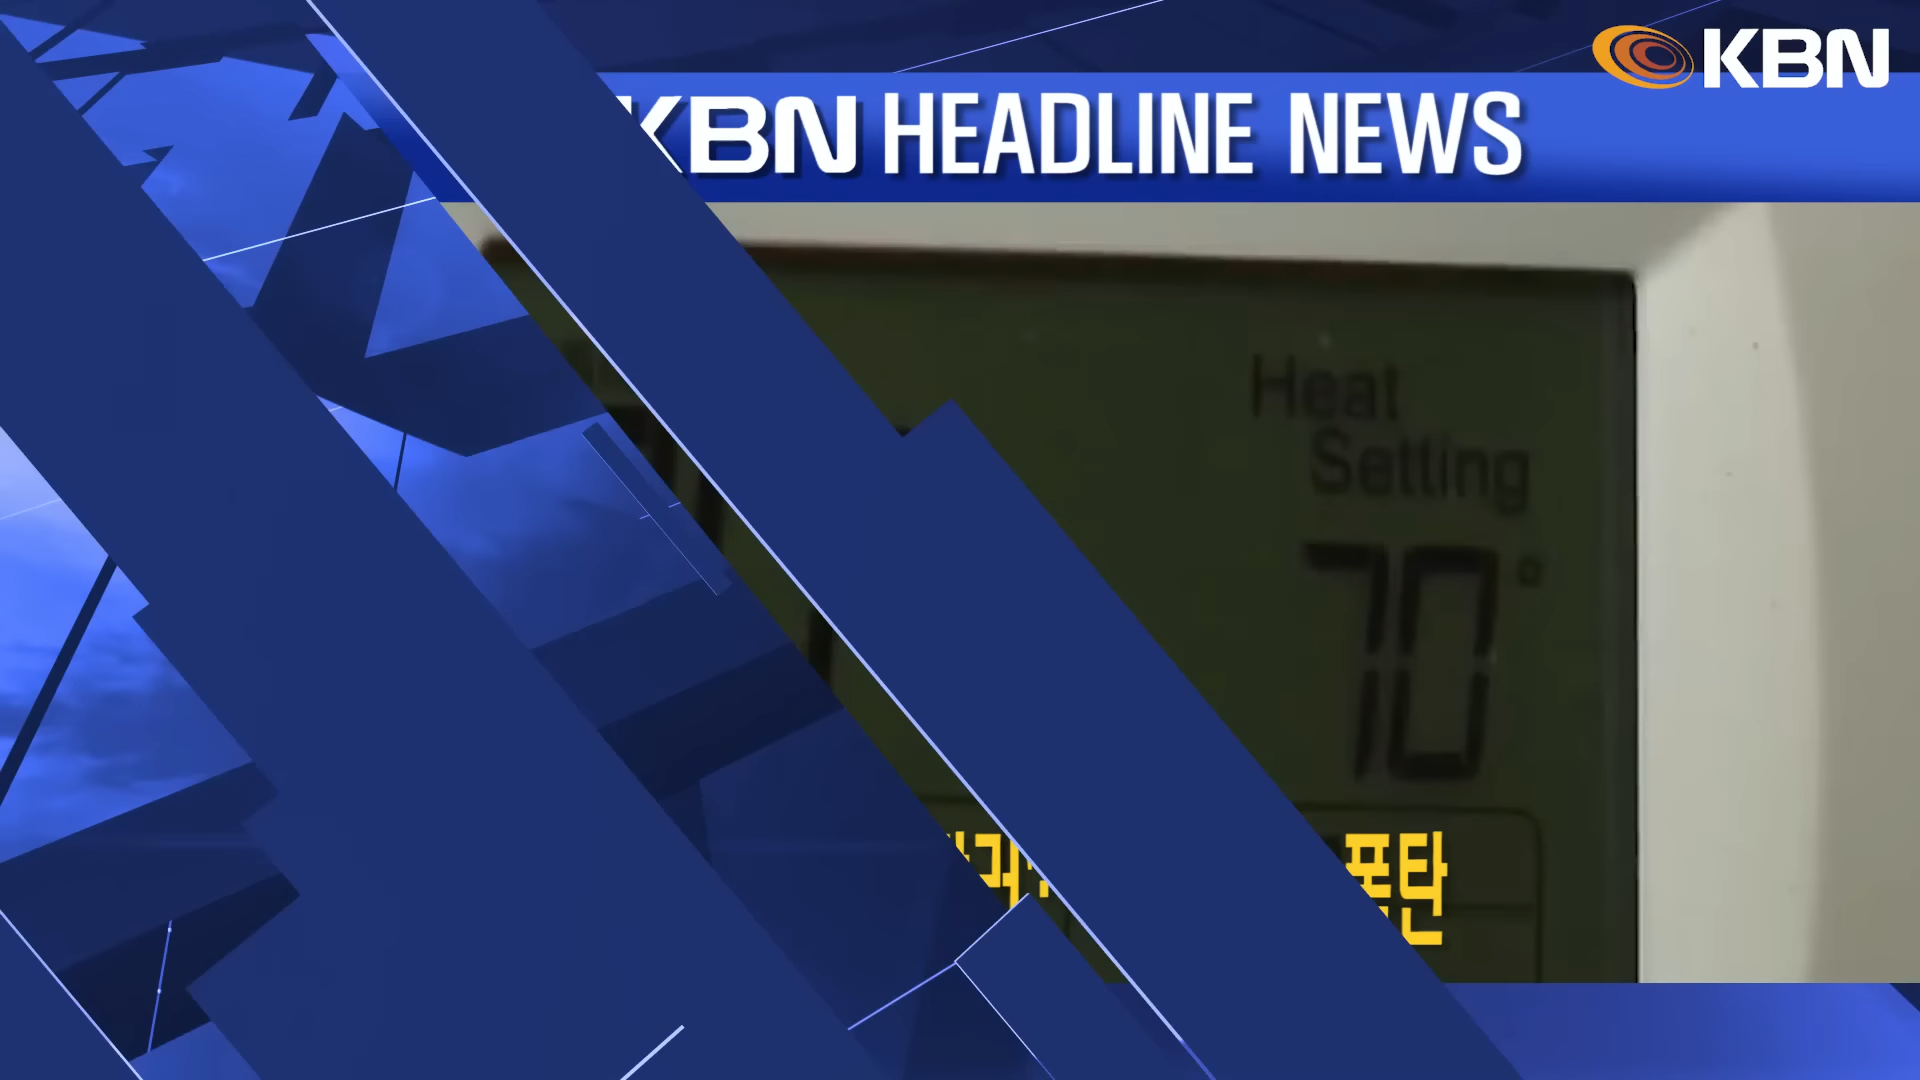 KBN
KBN HEADLINE NEWS
Heat
Setting
70°
폭탄